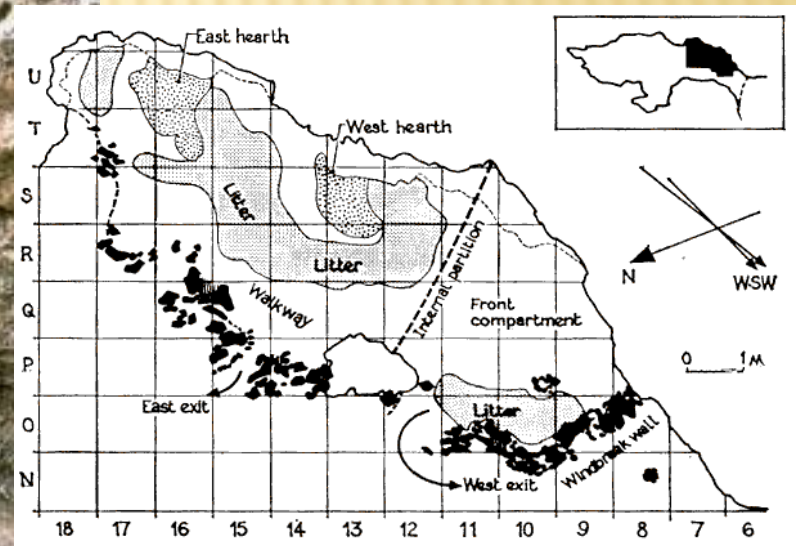 East hearth
West hearth
U
T
S
R
Q
P
O
N
Litter
Litter
Walkway
Internal partition
Front
compartment
N
WSW
0 1M
East exit
Litter
West exit
Windbreak wall
18 17 16 15 14 13 12 11 10 9 8 7 6